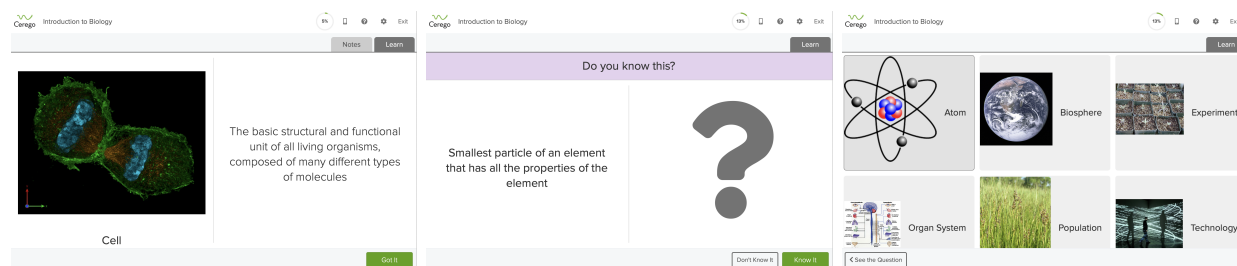 Cerego
Introduction to Biology
5%
Exit
Notes
Learn
The basic structural and functional
unit of all living organisms,
composed of many different types
of molecules
Cell
Got It
Cerego
Introduction to Biology
10%
Exit
Learn
Do you know this?
Smallest particle of an element
that has all the properties of the
element
?
Don't Know It
Know It
Cerego
Introduction to Biology
10%
Ex
Learn
Atom
Biosphere
Experiment
Organ System
Population
Technology
< See the Question